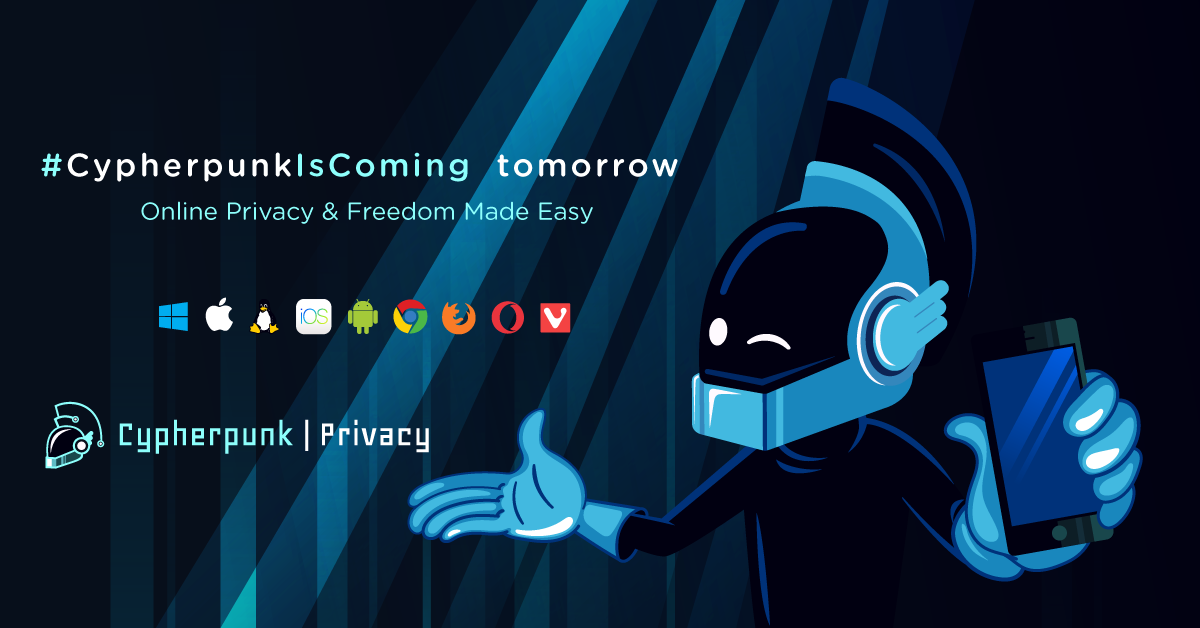 #CypherpunkIsComing tomorrow
Online Privacy & Freedom Made Easy
iOS
Cypherpunk | Privacy